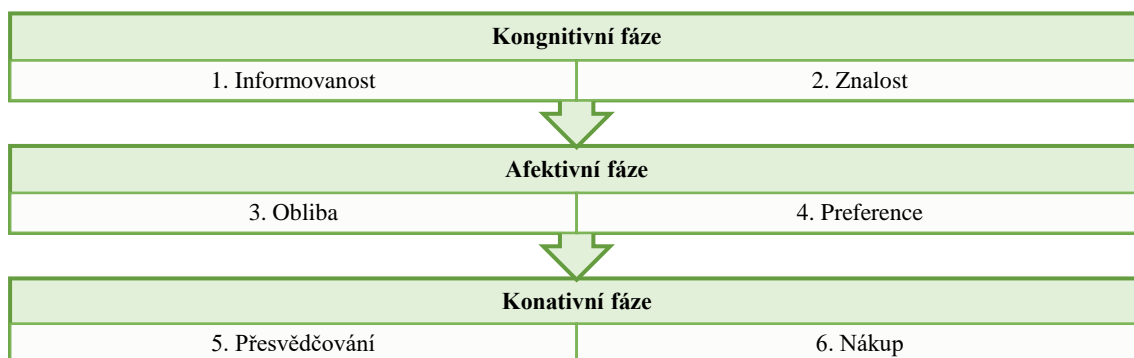 Kongnitivní fáze
1. Informovanost 2. Znalost
Afektivní fáze
3. Obliba 4. Preference
Konativní fáze
5. Přesvědčování 6. Nákup